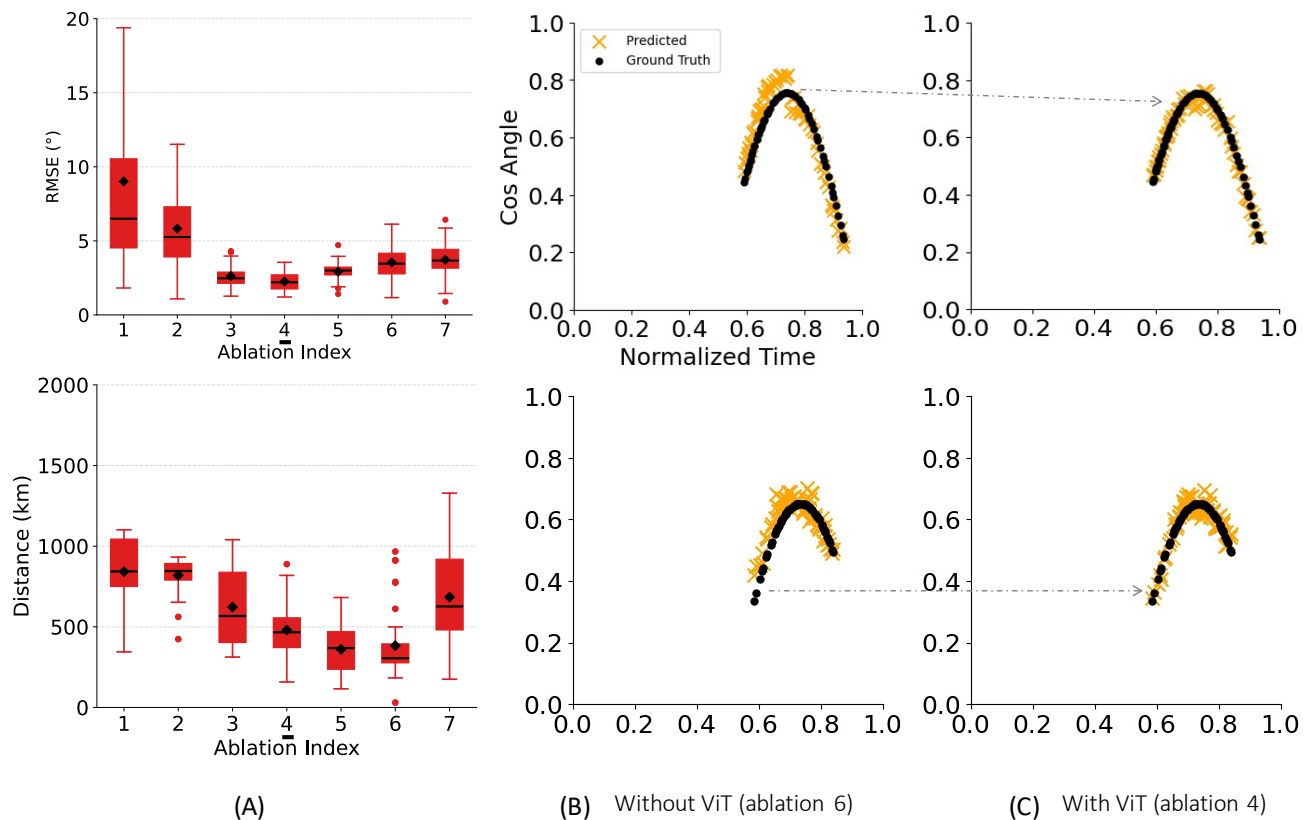 20
15
10
5
0
RMSE (°)
1 2 3 4 5 6 7
Ablation Index
2000
1500
1000
500
0
Distance (km)
1 2 3 4 5 6 7
Ablation Index
(A)
1.0
0.8
0.6
0.4
0.2
0.0
Cos Angle
Predicted
Ground Truth
0.0 0.2 0.4 0.6 0.8 1.0
Normalized Time
1.0
0.8
0.6
0.4
0.2
0.0
0.0 0.2 0.4 0.6 0.8 1.0
(B) Without ViT (ablation 6)
1.0
0.8
0.6
0.4
0.2
0.0
0.0 0.2 0.4 0.6 0.8 1.0
1.0
0.8
0.6
0.4
0.2
0.0
0.0 0.2 0.4 0.6 0.8 1.0
(C) With ViT (ablation 4)